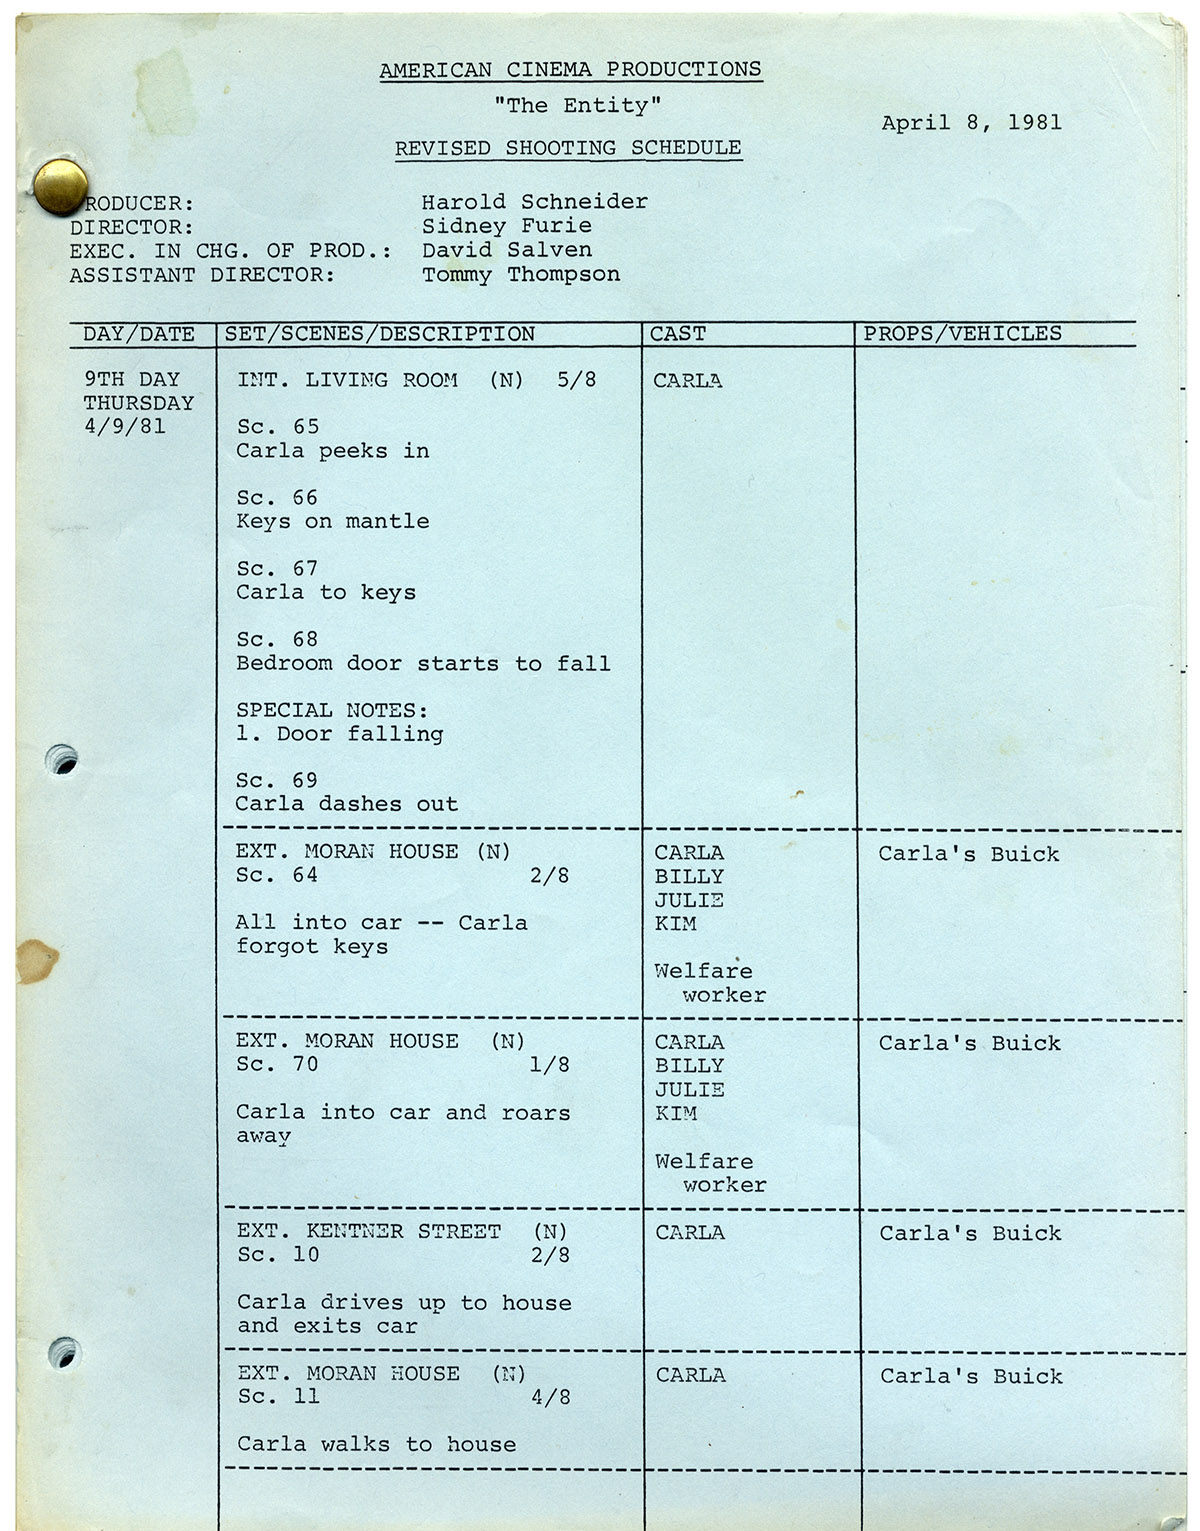 AMERICAN CINEMA PRODUCTIONS
"The Entity"
April 8, 1981
REVISED SHOOTING SCHEDULE
RODUCER: Harold Schneider
DIRECTOR: Sidney Furie
EXEC. IN CHG. OF PROD.: David Salven
ASSISTANT DIRECTOR: Tommy Thompson
DAY/DATE SET/SCENES/DESCRIPTION CAST PROPS/VEHICLES
9TH DAY INT. LIVING ROOM (N) 5/8 CARLA
THURSDAY
4/9/81 Sc. 65
Carla peeks in
Sc. 66
Keys on mantle
Sc. 67
Carla to keys
Sc. 68
Bedroom door starts to fall
SPECIAL NOTES:
1. Door falling
Sc. 69
Carla dashes out
EXT. MORAN HOUSE (N) CARLA Carla's Buick
Sc. 64 2/8 BILLY
JULIE
All into car -- Carla KIM
forgot keys
Welfare
worker
EXT. MORAN HOUSE (N) CARLA Carla's Buick
Sc. 70 1/8 BILLY
JULIE
Carla into car and roars KIM
away
Welfare
worker
EXT. KENTNER STREET (N) CARLA Carla's Buick
Sc. 10 2/8
Carla drives up to house
and exits car
EXT. MORAN HOUSE (N) CARLA Carla's Buick
Sc. 11 4/8
Carla walks to house